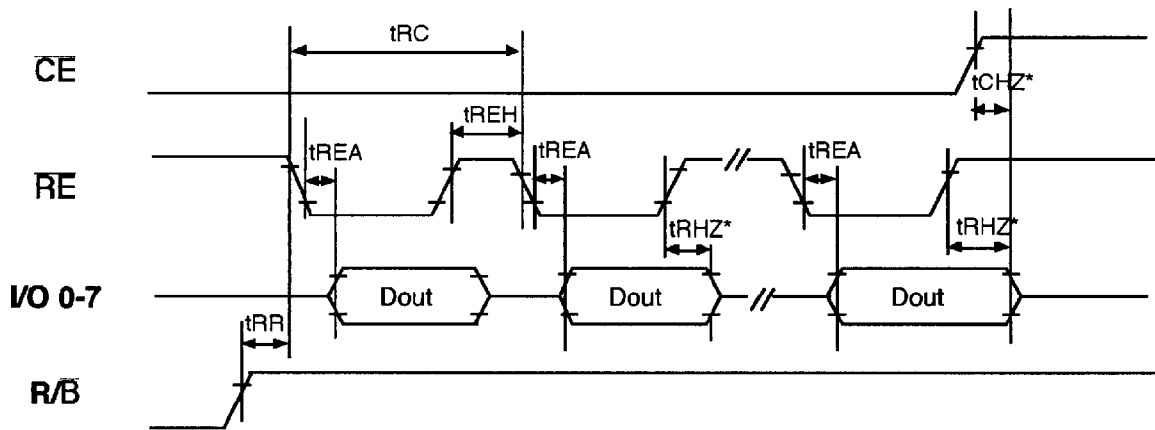 tRC
CE
tCHZ*
tREH
tREA
tREA
tREA
RE
tRHZ*
tRHZ*
I/O 0-7
Dout
Dout
Dout
tRR
R/B